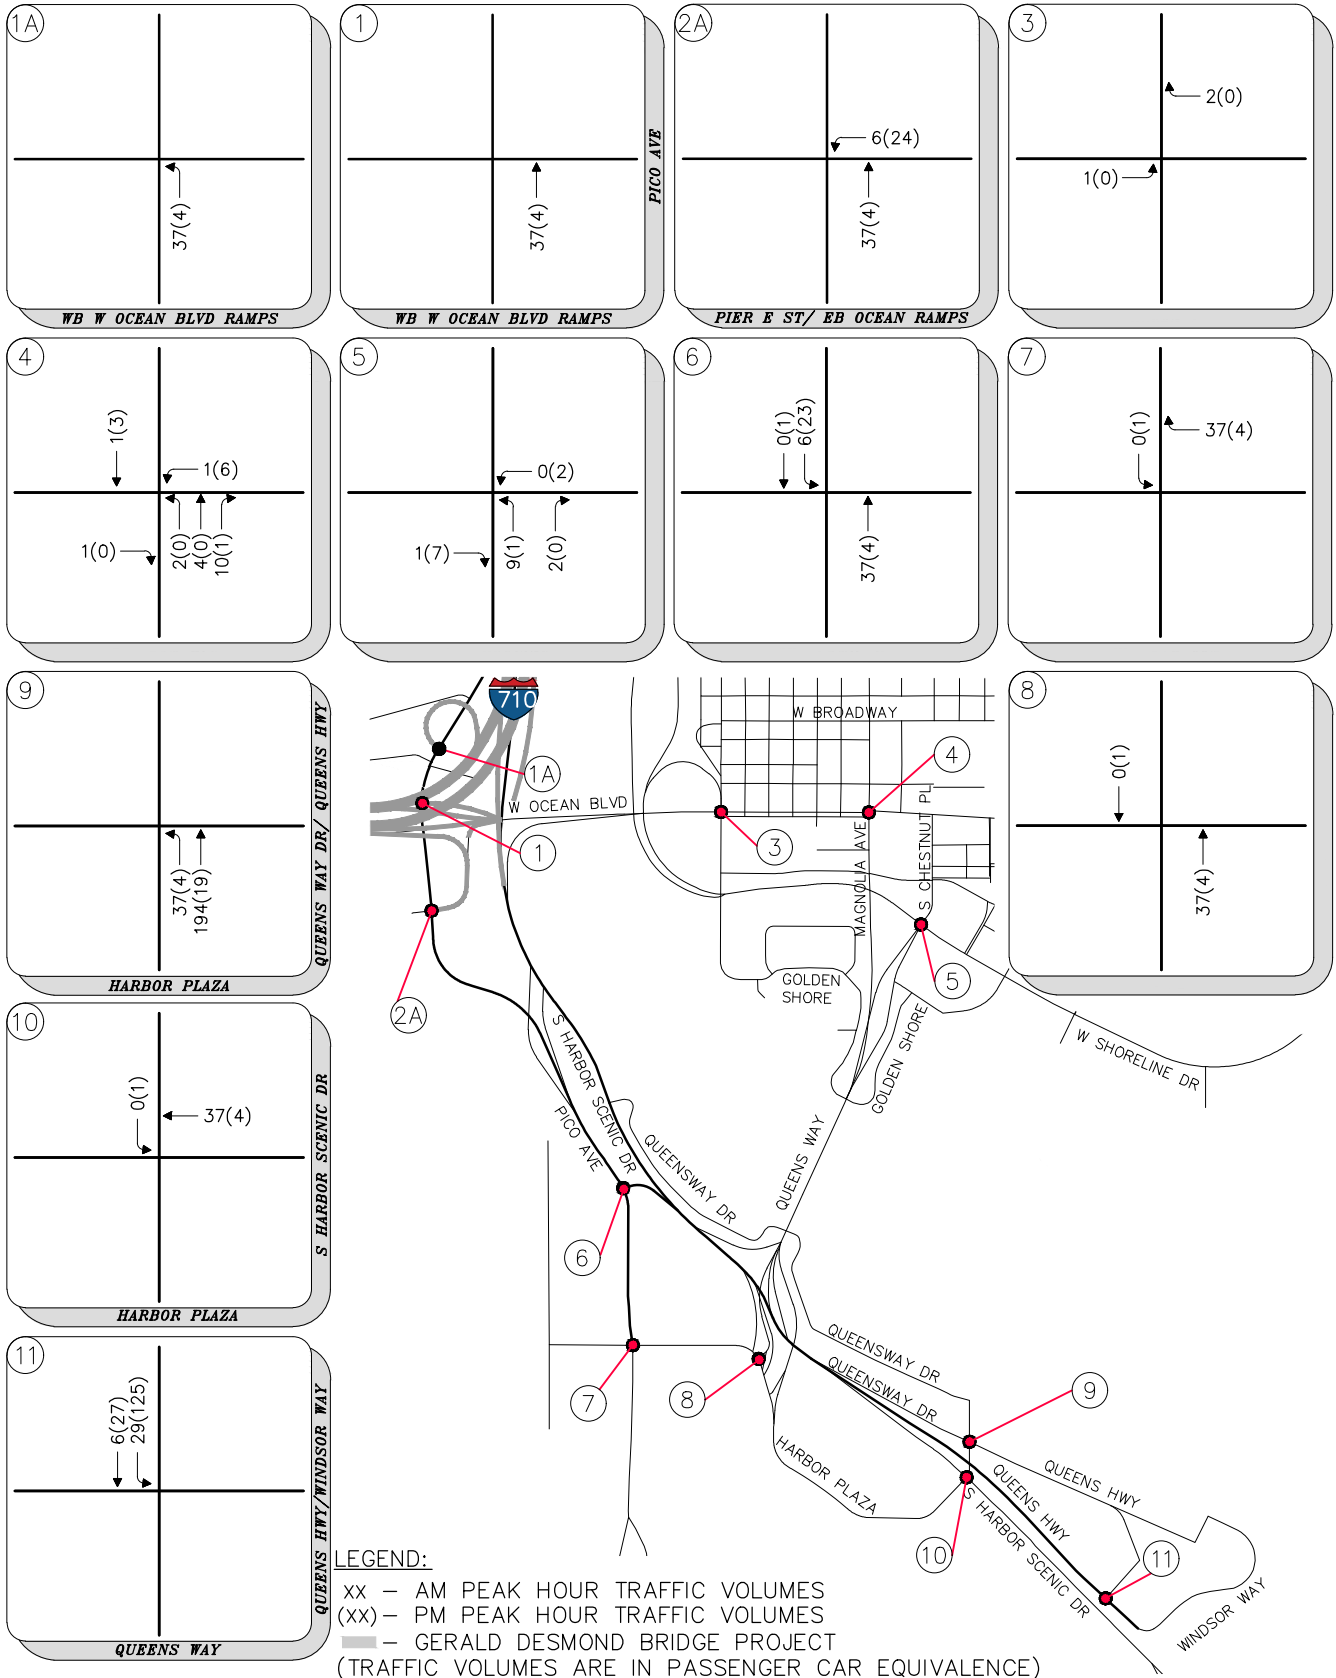 1A
37(4)
WB W OCEAN BLVD RAMPS
1
37(4)
WB W OCEAN BLVD RAMPS
PICO AVE
2A
6(24)
37(4)
PIER E ST/ EB OCEAN RAMPS
3
2(0)
1(0)
4
1(3)
1(6)
1(0)
2(0)
4(0)
10(1)
5
0(2)
1(7)
9(1)
2(0)
6
0(1)
6(23)
37(4)
7
0(1)
37(4)
9
37(4)
194(19)
HARBOR PLAZA
QUEENS WAY DR/ QUEENS HWY
8
0(1)
37(4)
10
0(1)
37(4)
HARBOR PLAZA
S HARBOR SCENIC DR
11
6(27)
29(125)
QUEENS WAY
QUEENS HWY/WINDSOR WAY
710
W BROADWAY
1A
4
W OCEAN BLVD
1
3
MAGNOLIA AVE
S CHESTNUT PL
2A
GOLDEN
SHORE
5
GOLDEN SHORE
W SHORELINE DR
S HARBOR SCENIC DR
PICO AVE
QUEENSWAY DR
QUEENS WAY
6
7
8
QUEENSWAY DR
QUEENSWAY DR
9
HARBOR PLAZA
QUEENS HWY
QUEENS HWY
10
S HARBOR SCENIC DR
11
WINDSOR WAY
LEGEND:
xx – AM PEAK HOUR TRAFFIC VOLUMES
(xx) – PM PEAK HOUR TRAFFIC VOLUMES
– GERALD DESMOND BRIDGE PROJECT
(TRAFFIC VOLUMES ARE IN PASSENGER CAR EQUIVALENCE)